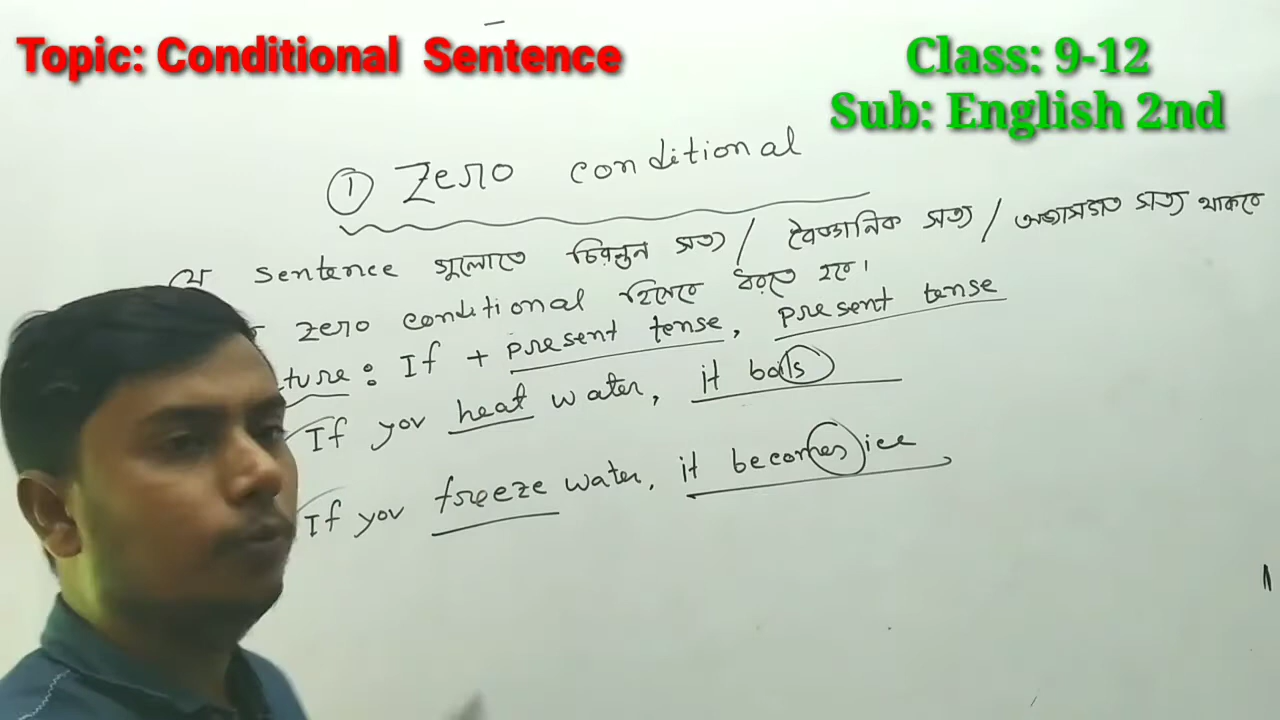 Topic: Conditional Sentence
Class: 9-12
Sub: English 2nd
① Zero conditional
যে sentence গুলোতে চিরন্তন সত্য / বৈজ্ঞানিক সত্য / অভ্যাসগত সত্য থাকবে
zero conditional হিসেবে ধরতে হবে।
ture : If + present tense, present tense
If you heat water, it boils
If you freeze water, it becomes ice